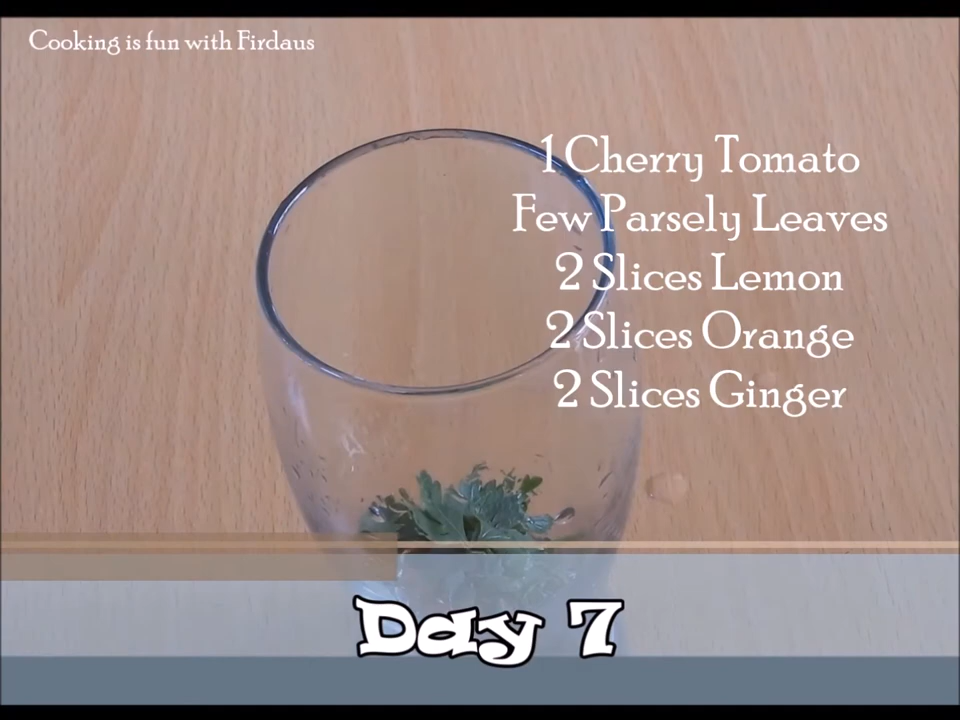 Cooking is fun with Firdaus
1 Cherry Tomato
Few Parsely Leaves
2 Slices Lemon
2 Slices Orange
2 Slices Ginger
Day 7